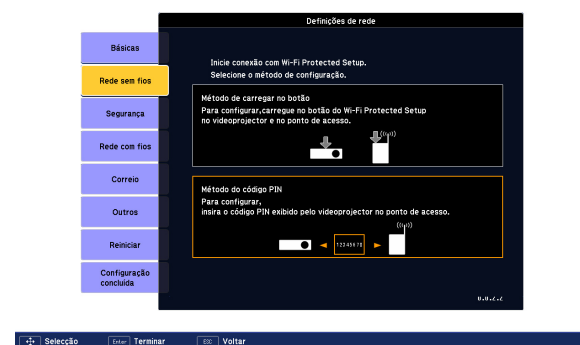 Definições de rede
Básicas
Rede sem fios
Segurança
Rede com fios
Correio
Outros
Reiniciar
Configuração
concluída
Inicie conexão com Wi-Fi Protected Setup.
Selecione o método de configuração.
Método de carregar no botão
Para configurar,carregue no botão do Wi-Fi Protected Setup
no videoprojector e no ponto de acesso.
Método do código PIN
Para configurar,
insira o código PIN exibido pelo videoprojector no ponto de acesso.
12345678
Selecção Enter Terminar ESC Voltar